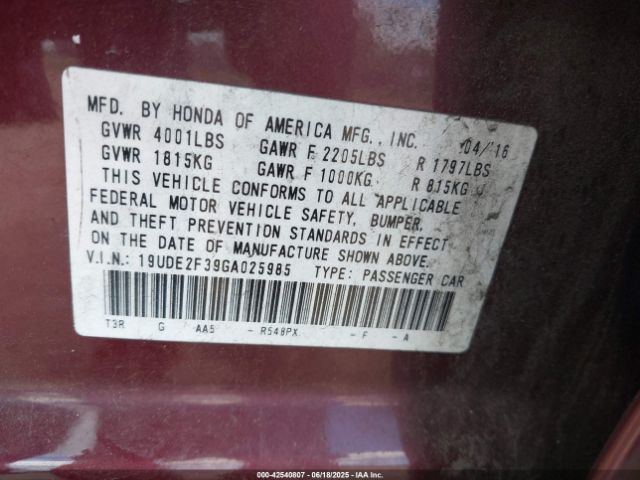 MFD. BY HONDA OF AMERICA MFG., INC. 04/'16
GVWR 4001LBS GAWR F 2205LBS R 1797LBS
GVWR 1815KG GAWR F 1000KG R 815KG
THIS VEHICLE CONFORMS TO ALL APPLICABLE
FEDERAL MOTOR VEHICLE SAFETY, BUMPER,
AND THEFT PREVENTION STANDARDS IN EFFECT
ON THE DATE OF MANUFACTURE SHOWN ABOVE.
V.I.N.: 19UDE2F39GA025985 TYPE: PASSENGER CAR
T3R G AA5 - R548PX - F - A
000-42540807 - 06/18/2025 - IAA Inc.